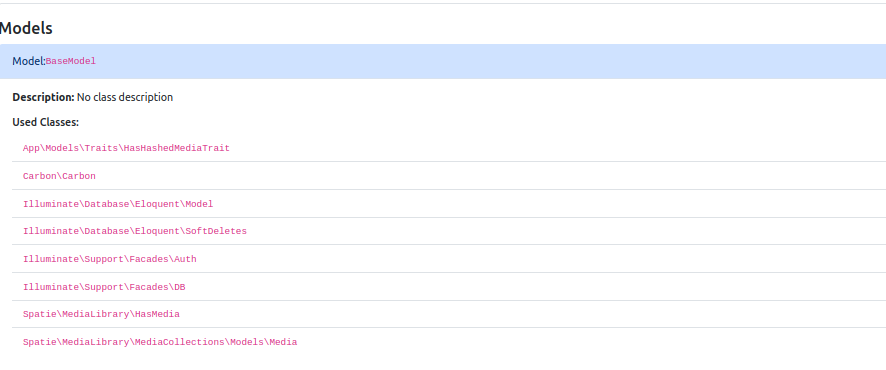 Models
Model:BaseModel
Description: No class description
Used Classes:
App\Models\Traits\HasHashedMediaTrait
Carbon\Carbon
Illuminate\Database\Eloquent\Model
Illuminate\Database\Eloquent\SoftDeletes
Illuminate\Support\Facades\Auth
Illuminate\Support\Facades\DB
Spatie\MediaLibrary\HasMedia
Spatie\MediaLibrary\MediaCollections\Models\Media